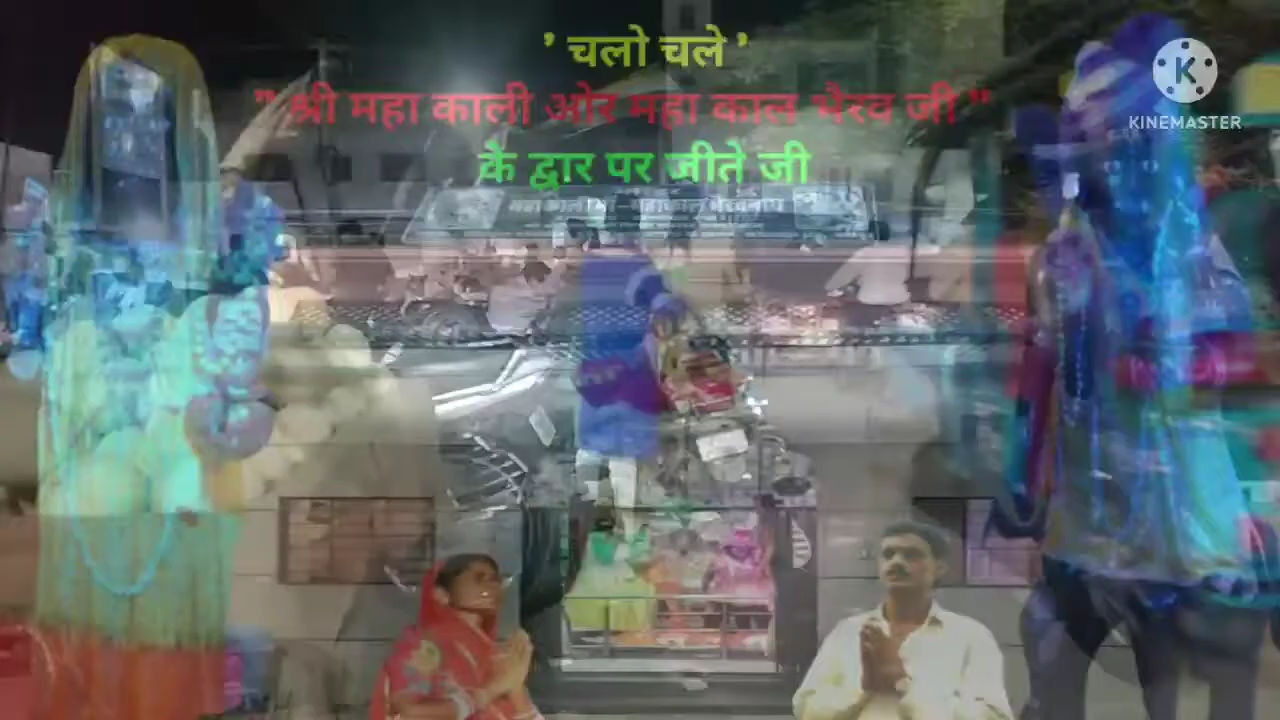 ' चलो चले '
" श्री महा काली ओर महा काल भैरव जी "
के द्वार पर जीते जी
KINEMASTER